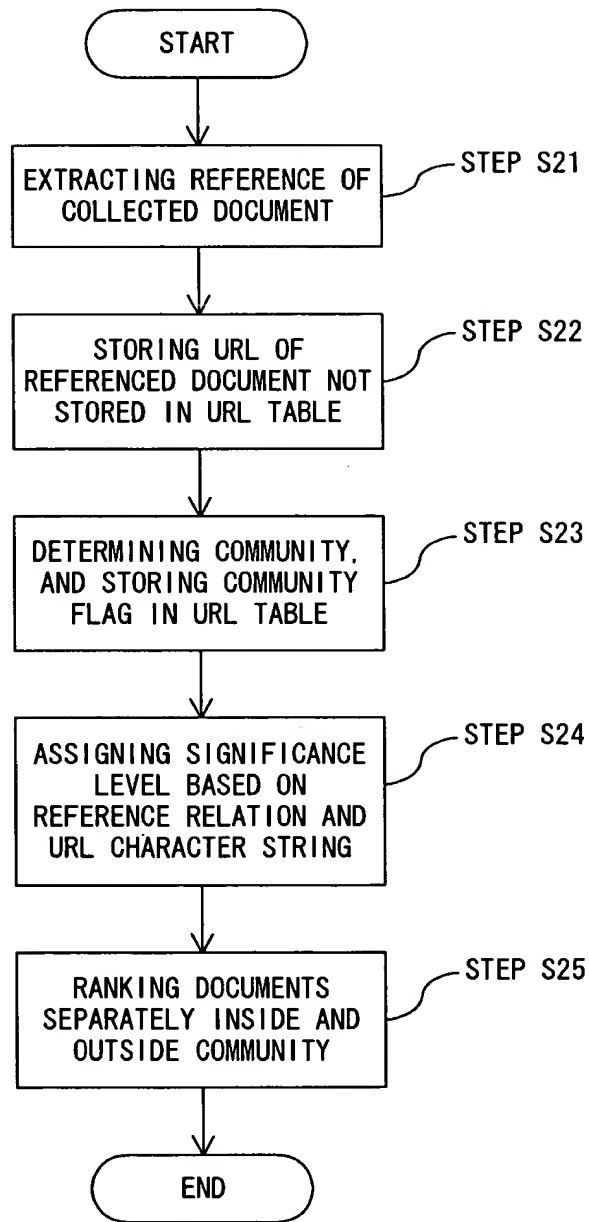 START
EXTRACTING REFERENCE OF
COLLECTED DOCUMENT
STEP S21
STORING URL OF
REFERENCED DOCUMENT NOT
STORED IN URL TABLE
STEP S22
DETERMINING COMMUNITY,
AND STORING COMMUNITY
FLAG IN URL TABLE
STEP S23
ASSIGNING SIGNIFICANCE
LEVEL BASED ON
REFERENCE RELATION AND
URL CHARACTER STRING
STEP S24
RANKING DOCUMENTS
SEPARATELY INSIDE AND
OUTSIDE COMMUNITY
STEP S25
END